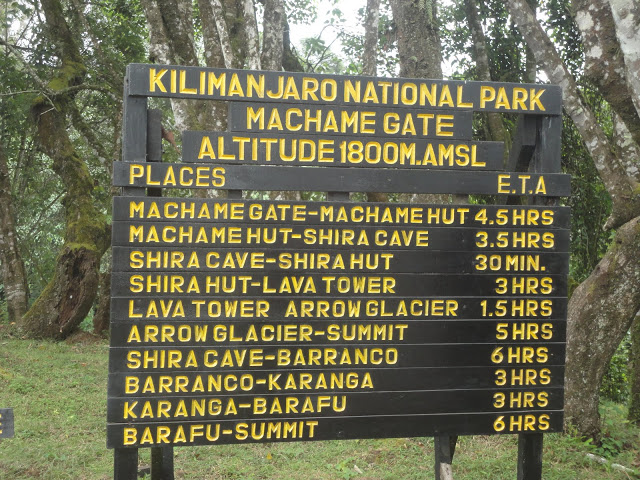 KILIMANJARO NATIONAL PARK
MACHAME GATE
ALTITUDE 1800M.AMSL
PLACES E.T.A
MACHAME GATE-MACHAME HUT 4.5 HRS
MACHAME HUT-SHIRA CAVE 3.5 HRS
SHIRA CAVE-SHIRA HUT 30 MIN.
SHIRA HUT-LAVA TOWER 3 HRS
LAVA TOWER ARROW GLACIER 1.5 HRS
ARROW GLACIER-SUMMIT 5 HRS
SHIRA CAVE-BARRANCO 6 HRS
BARRANCO-KARANGA 3 HRS
KARANGA-BARAFU 3 HRS
BARAFU-SUMMIT 6 HRS